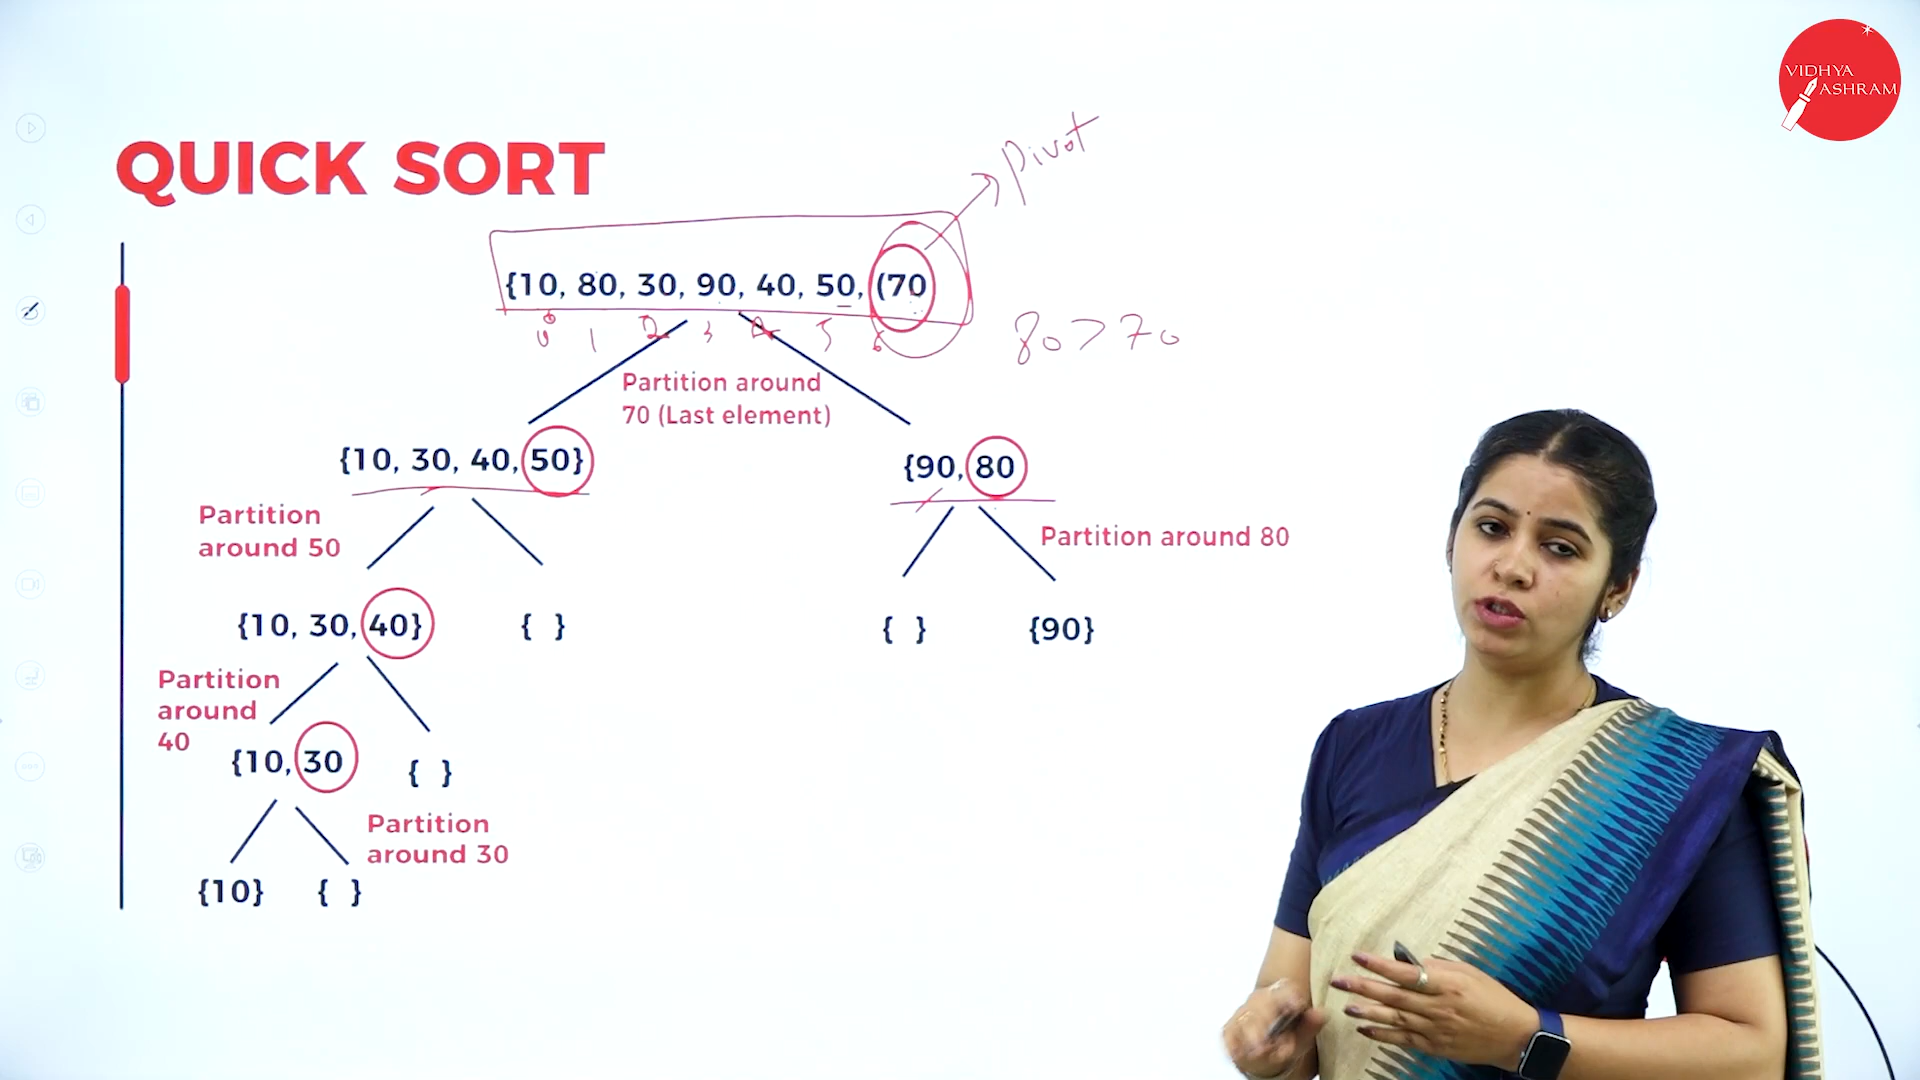 VIDHYA
ASHRAM
QUICK SORT
pivot
{10, 80, 30, 90, 40, 50, (70
0 1 2 3 4 5 6
80 > 70
Partition around
70 (Last element)
{10, 30, 40, 50}
{90, 80
Partition
around 50
Partition around 80
{10, 30, 40}
{ }
{ }
{90}
Partition
around
40
{10, 30
{ }
Partition
around 30
{10}
{ }